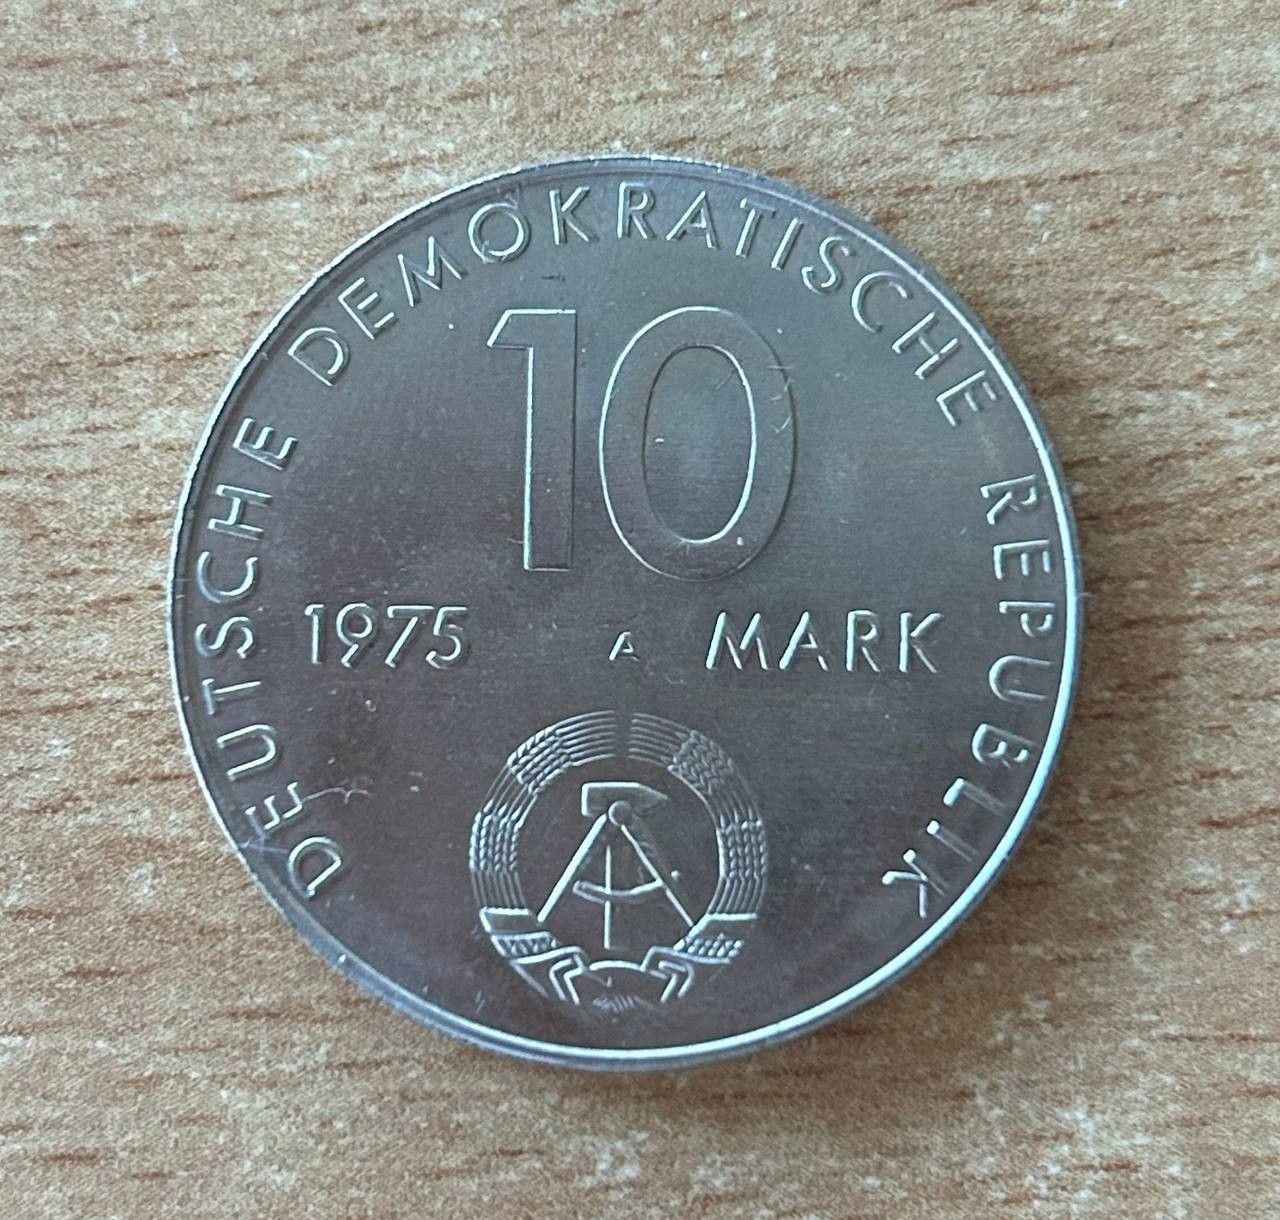 DEUTSCHE DEMOKRATISCHE REPUBLIK
10
1975 A MARK